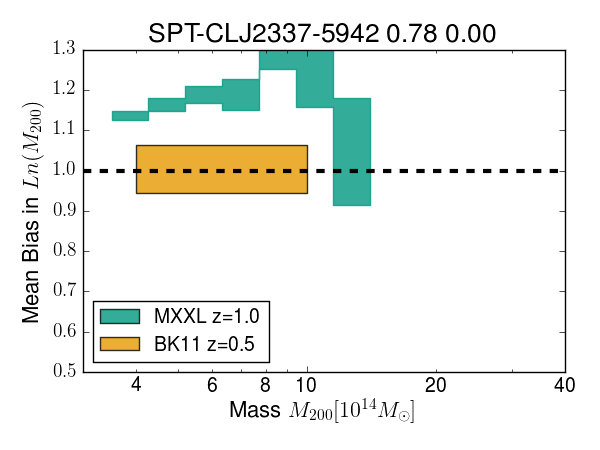 SPT-CLJ2337-5942 0.78 0.00
1.3
1.2
1.1
1.0
0.9
0.8
0.7
0.6
0.5
Mean Bias in Ln(M₂₀₀)
MXXL z=1.0
BK11 z=0.5
4 6 8 10 20 40
Mass M₂₀₀[10¹⁴M☉]